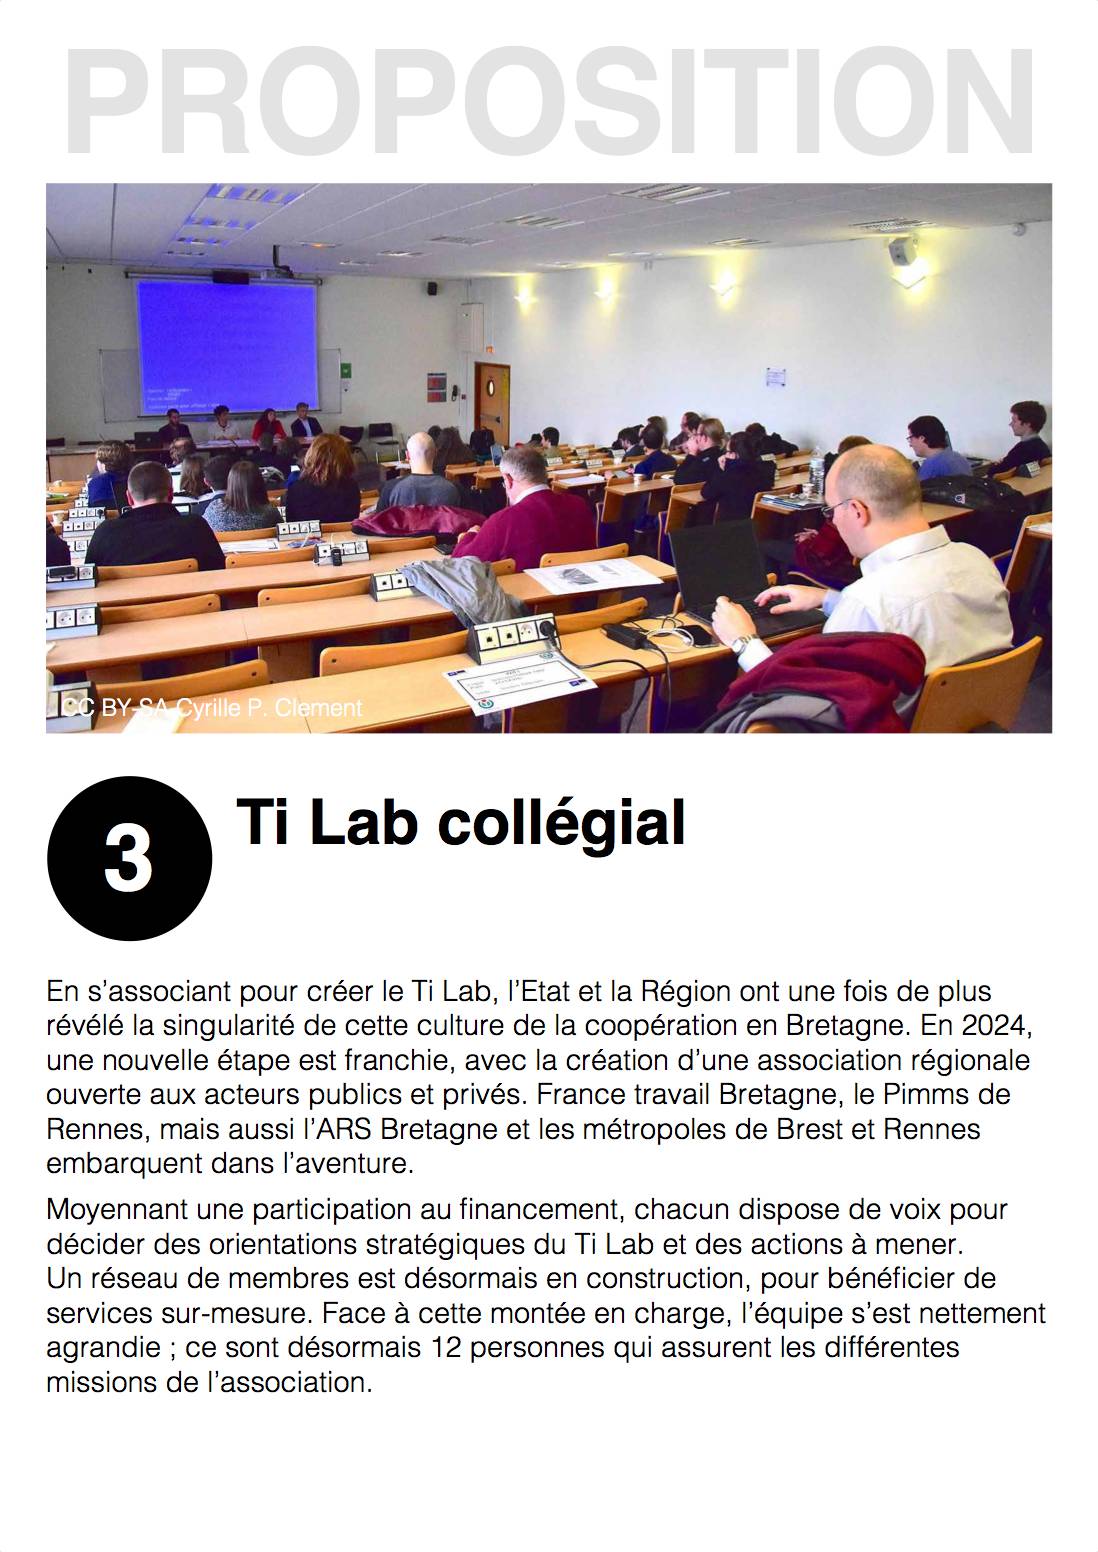 PROPOSITION
CC BY-SA Cyrille P. Clement
3
Ti Lab collégial
En s’associant pour créer le Ti Lab, l’Etat et la Région ont une fois de plus
révélé la singularité de cette culture de la coopération en Bretagne. En 2024,
une nouvelle étape est franchie, avec la création d’une association régionale
ouverte aux acteurs publics et privés. France travail Bretagne, le Pimms de
Rennes, mais aussi l’ARS Bretagne et les métropoles de Brest et Rennes
embarquent dans l’aventure.
Moyennant une participation au financement, chacun dispose de voix pour
décider des orientations stratégiques du Ti Lab et des actions à mener.
Un réseau de membres est désormais en construction, pour bénéficier de
services sur-mesure. Face à cette montée en charge, l’équipe s’est nettement
agrandie ; ce sont désormais 12 personnes qui assurent les différentes
missions de l’association.